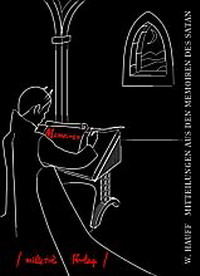 Memoiren
W. HAUFF MITTEILUNGEN AUS DEN MEMOIREN DES SATAN